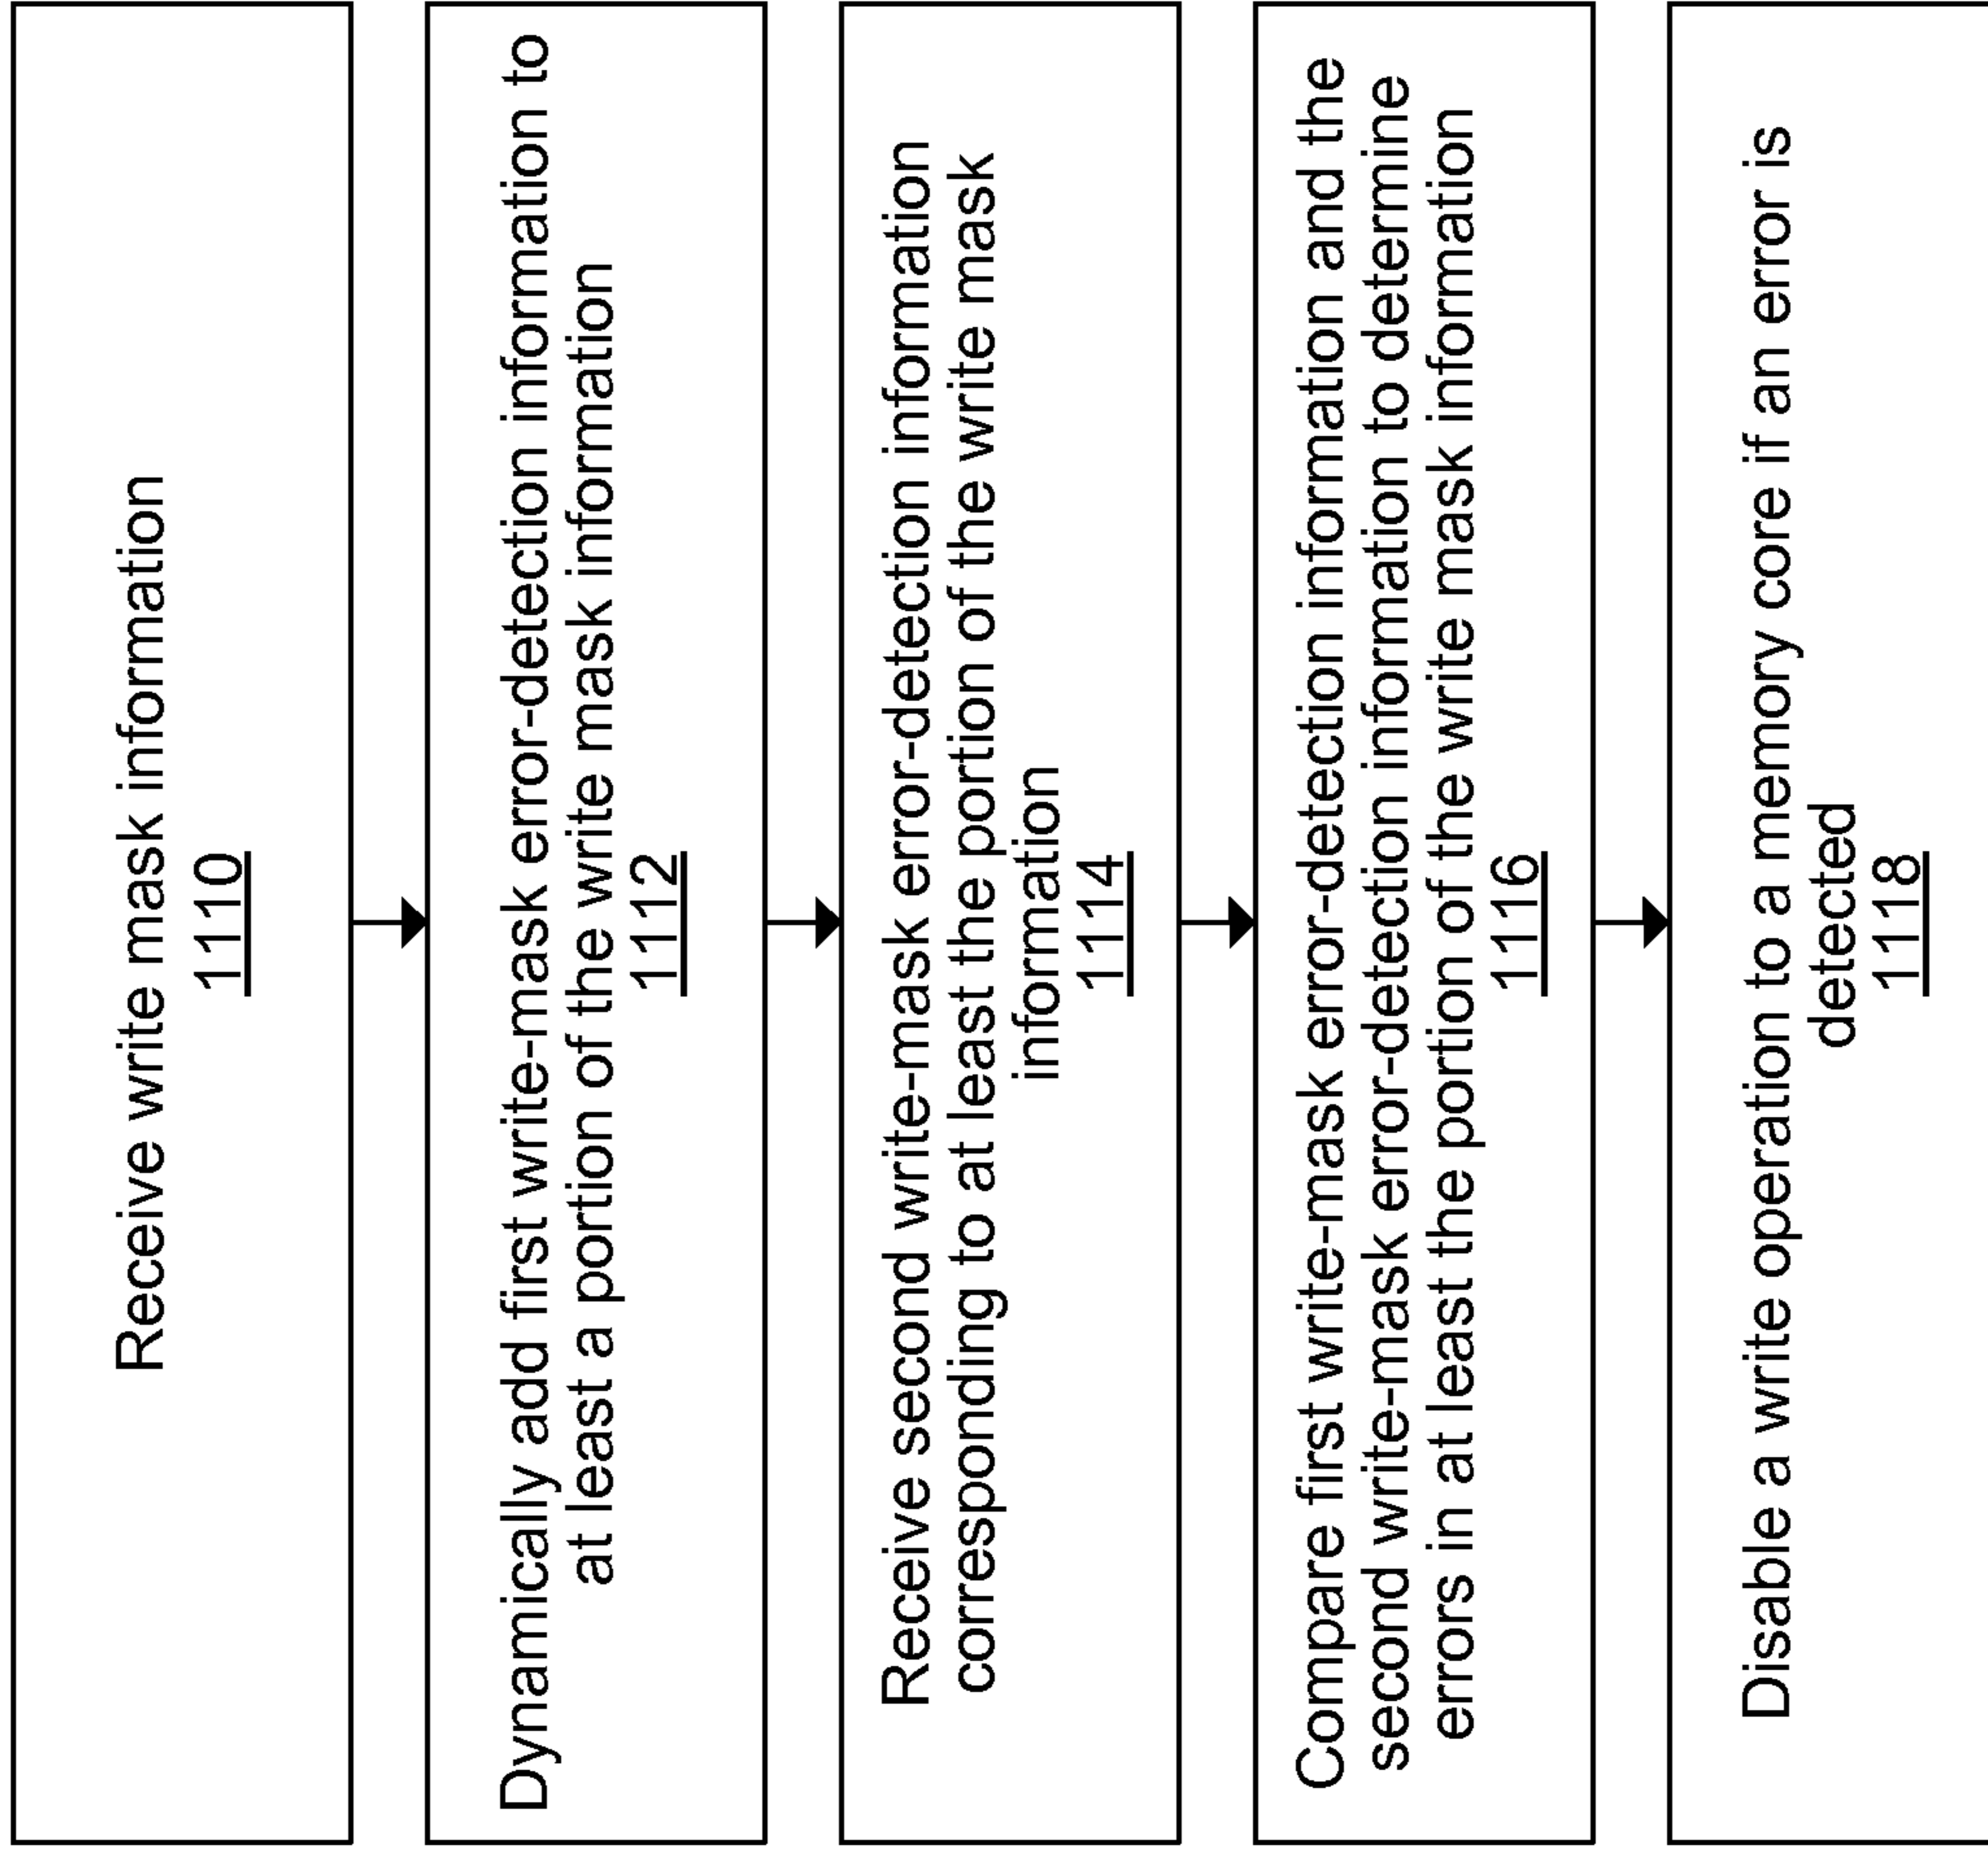 Receive write mask information
1110
Dynamically add first write-mask error-detection information to
at least a portion of the write mask information
1112
Receive second write-mask error-detection information
corresponding to at least the portion of the write mask
information
1114
Compare first write-mask error-detection information and the
second write-mask error-detection information to determine
errors in at least the portion of the write mask information
1116
Disable a write operation to a memory core if an error is
detected
1118